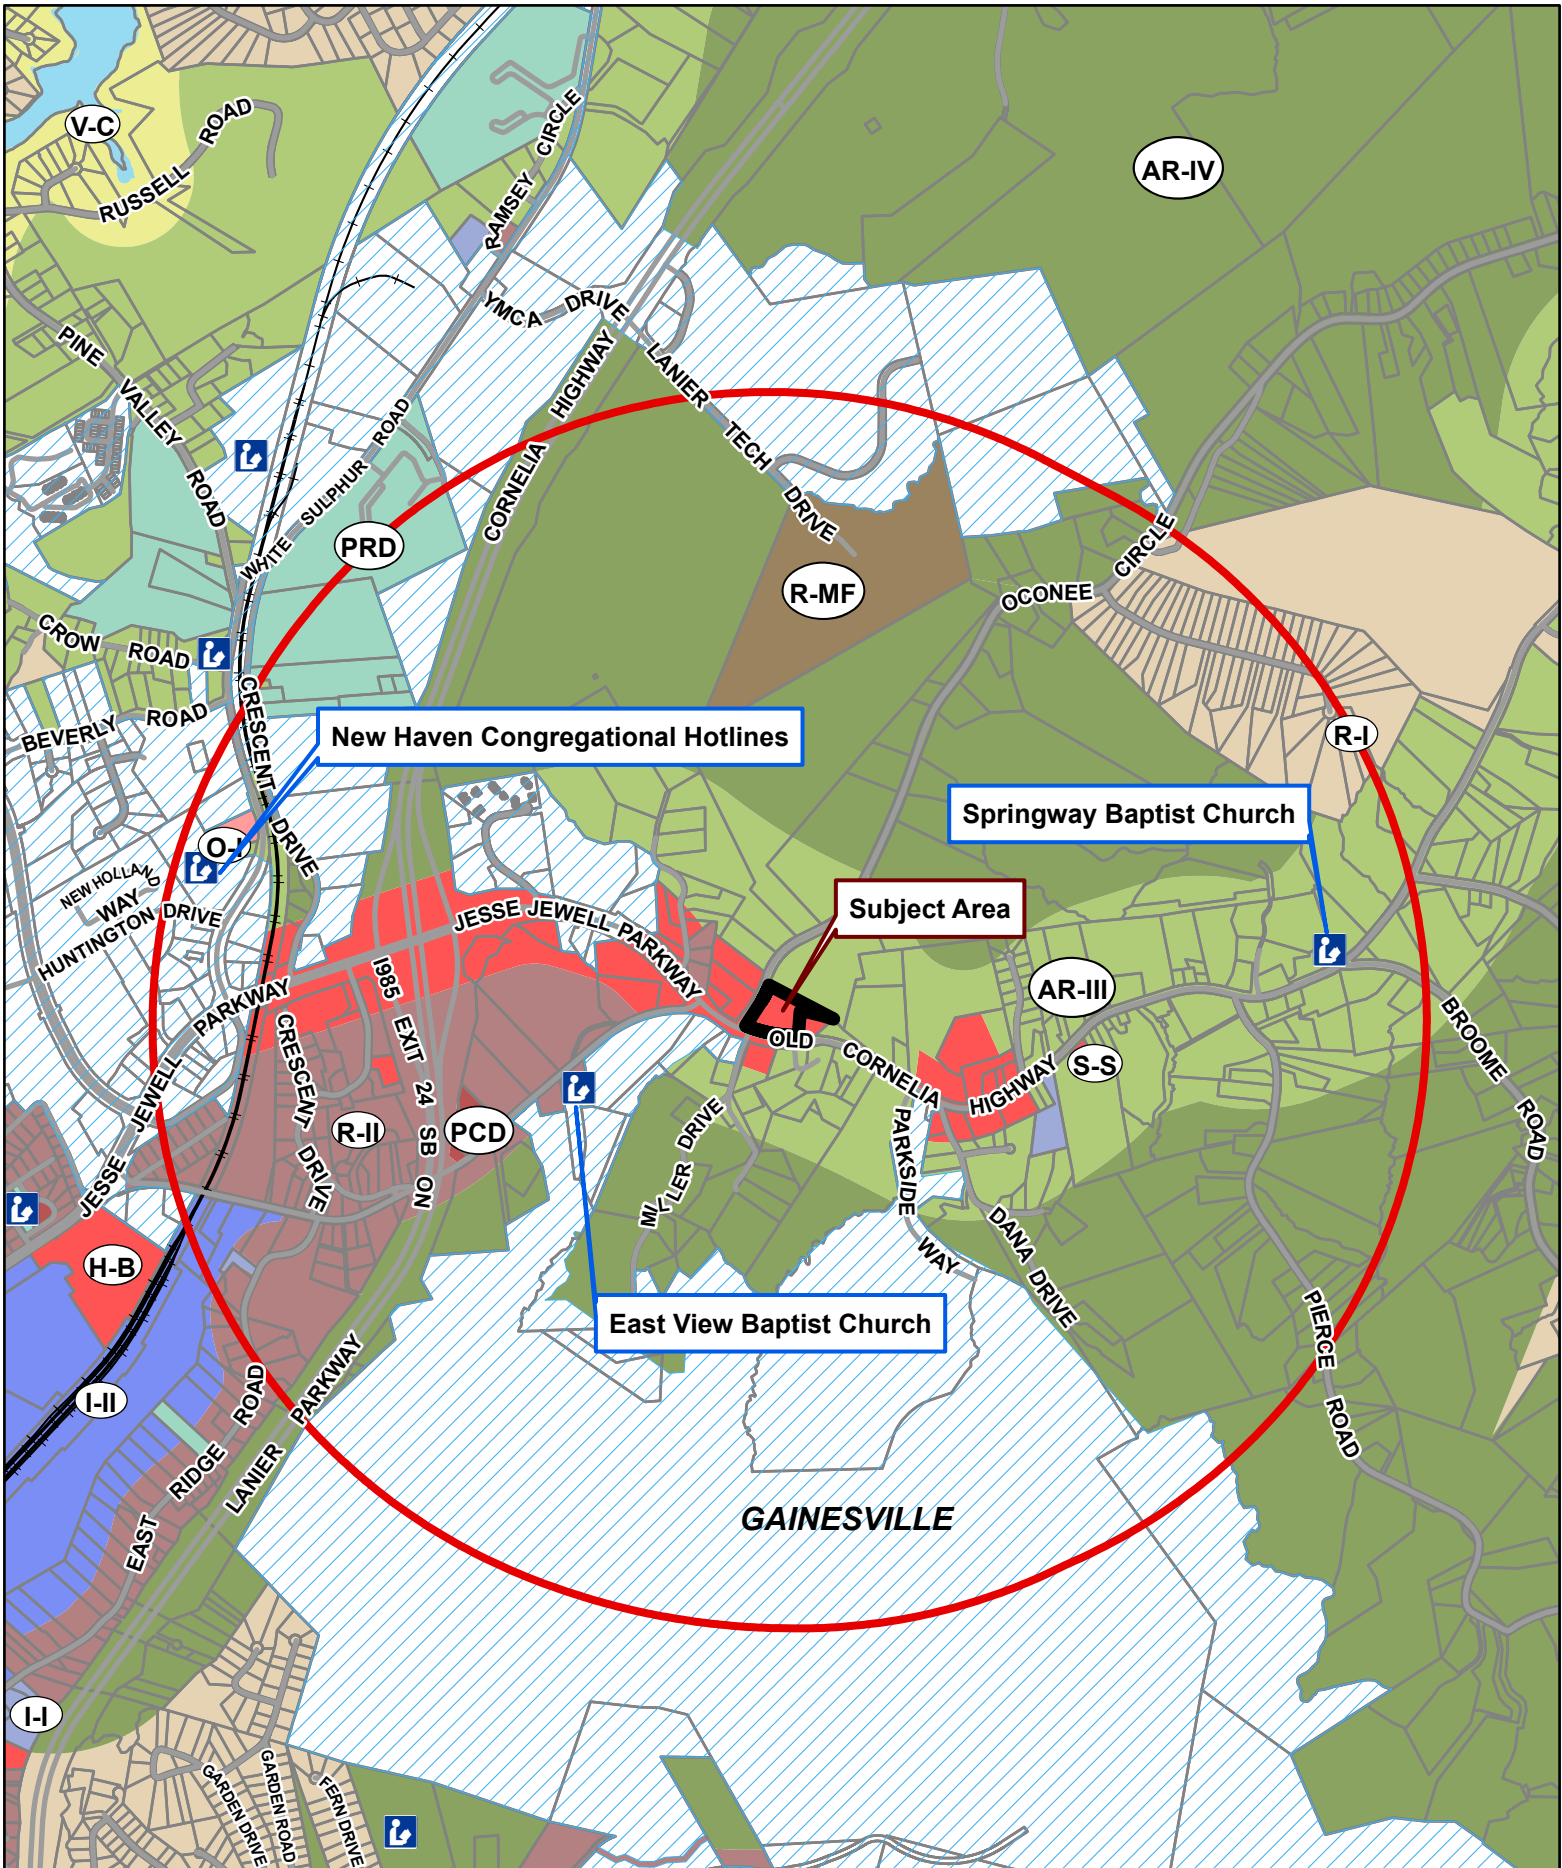 V-C
RUSSELL ROAD
RAMSEY CIRCLE
AR-IV
YMCA DRIVE
PINE VALLEY ROAD
CORNELIA HIGHWAY
LANIER TECH DRIVE
WHITE SULPHUR ROAD
PRD
R-MF
OCONEE CIRCLE
CROW ROAD
BEVERLY ROAD
CRESCENT DRIVE
New Haven Congregational Hotlines
R-I
Springway Baptist Church
O-I
NEW HOLLAND WAY
HUNTINGTON DRIVE
JESSE JEWELL PARKWAY
Subject Area
AR-III
I985 EXIT 24 SB ON
JESSE JEWELL PARKWAY
OLD CORNELIA HIGHWAY
S-S
BROOME ROAD
CRESCENT DRIVE
R-II
PCD
MILLER DRIVE
PARKSIDE WAY
DANA DRIVE
H-B
East View Baptist Church
PIERCE ROAD
I-II
EAST RIDGE ROAD
LANIER PARKWAY
GAINESVILLE
I-I
GARDEN DRIVE
GARDEN ROAD
FERN DRIVE